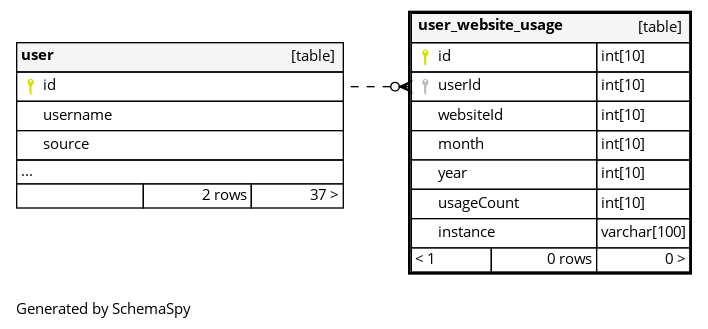 user [table]
id
username
source
...
2 rows 37 >
user_website_usage [table]
id int[10]
userId int[10]
websiteId int[10]
month int[10]
year int[10]
usageCount int[10]
instance varchar[100]
< 1 0 rows 0 >
Generated by SchemaSpy